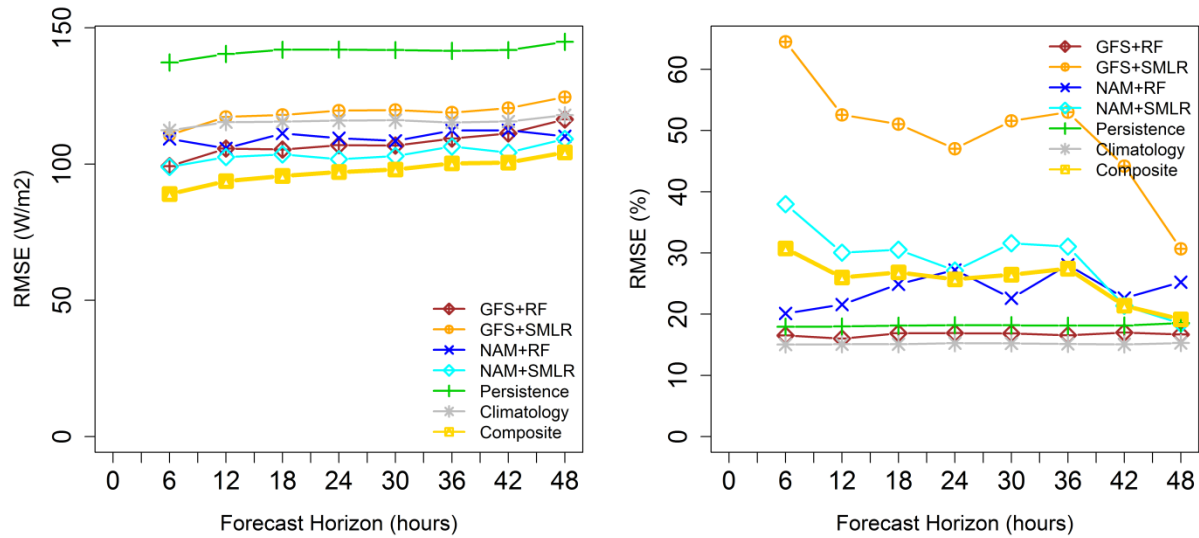 150
100
50
0
RMSE (W/m2)
GFS+RF
GFS+SMLR
NAM+RF
NAM+SMLR
Persistence
Climatology
Composite
0 6 12 18 24 30 36 42 48
Forecast Horizon (hours)
60
50
40
30
20
10
0
RMSE (%)
GFS+RF
GFS+SMLR
NAM+RF
NAM+SMLR
Persistence
Climatology
Composite
0 6 12 18 24 30 36 42 48
Forecast Horizon (hours)